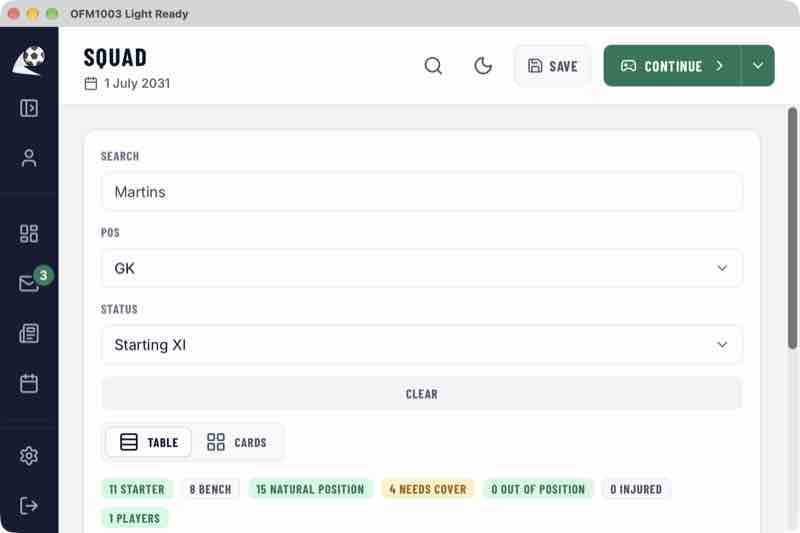 OFM1003 Light Ready
SQUAD
1 July 2031
SAVE
CONTINUE
3
SEARCH
Martins
POS
GK
STATUS
Starting XI
CLEAR
TABLE
CARDS
11 STARTER
8 BENCH
15 NATURAL POSITION
4 NEEDS COVER
0 OUT OF POSITION
0 INJURED
1 PLAYERS